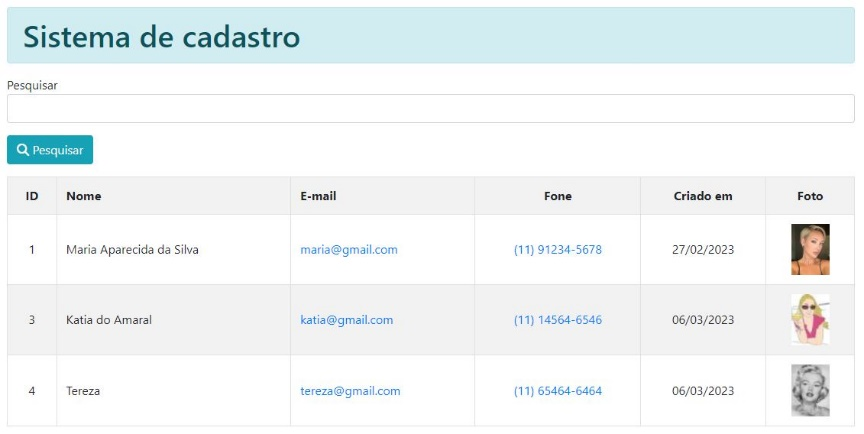 Sistema de cadastro
Pesquisar
Pesquisar
ID Nome E-mail Fone Criado em Foto
1 Maria Aparecida da Silva maria@gmail.com (11) 91234-5678 27/02/2023
3 Katia do Amaral katia@gmail.com (11) 14564-6546 06/03/2023
4 Tereza tereza@gmail.com (11) 65464-6464 06/03/2023